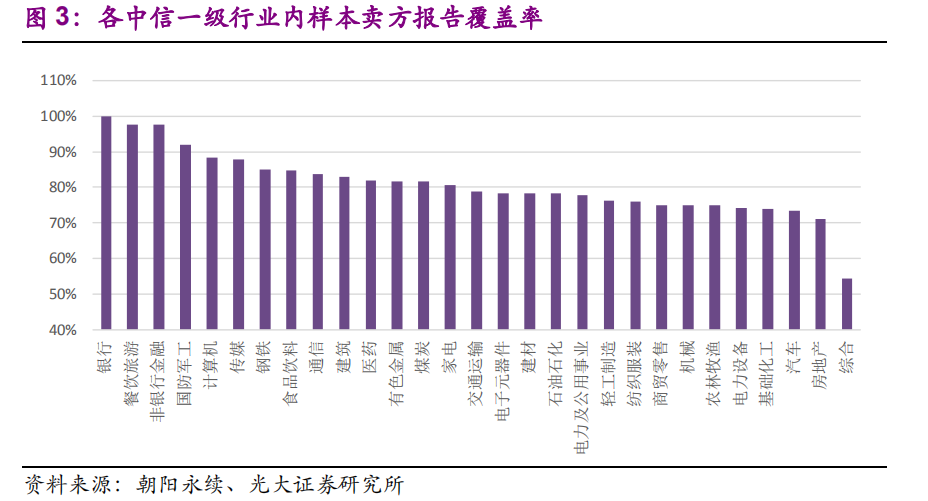 图 3：各中信一级行业内样本卖方报告覆盖率
110%
100%
90%
80%
70%
60%
50%
40%
银行
餐饮旅游
非银行金融
国防军工
计算机
传媒
钢铁
食品饮料
通信
建筑
医药
有色金属
煤炭
家电
交通运输
电子元器件
建材
石油石化
电力及公用事业
轻工制造
纺织服装
商贸零售
机械
农林牧渔
电力设备
基础化工
汽车
房地产
综合
资料来源：朝阳永续、光大证券研究所